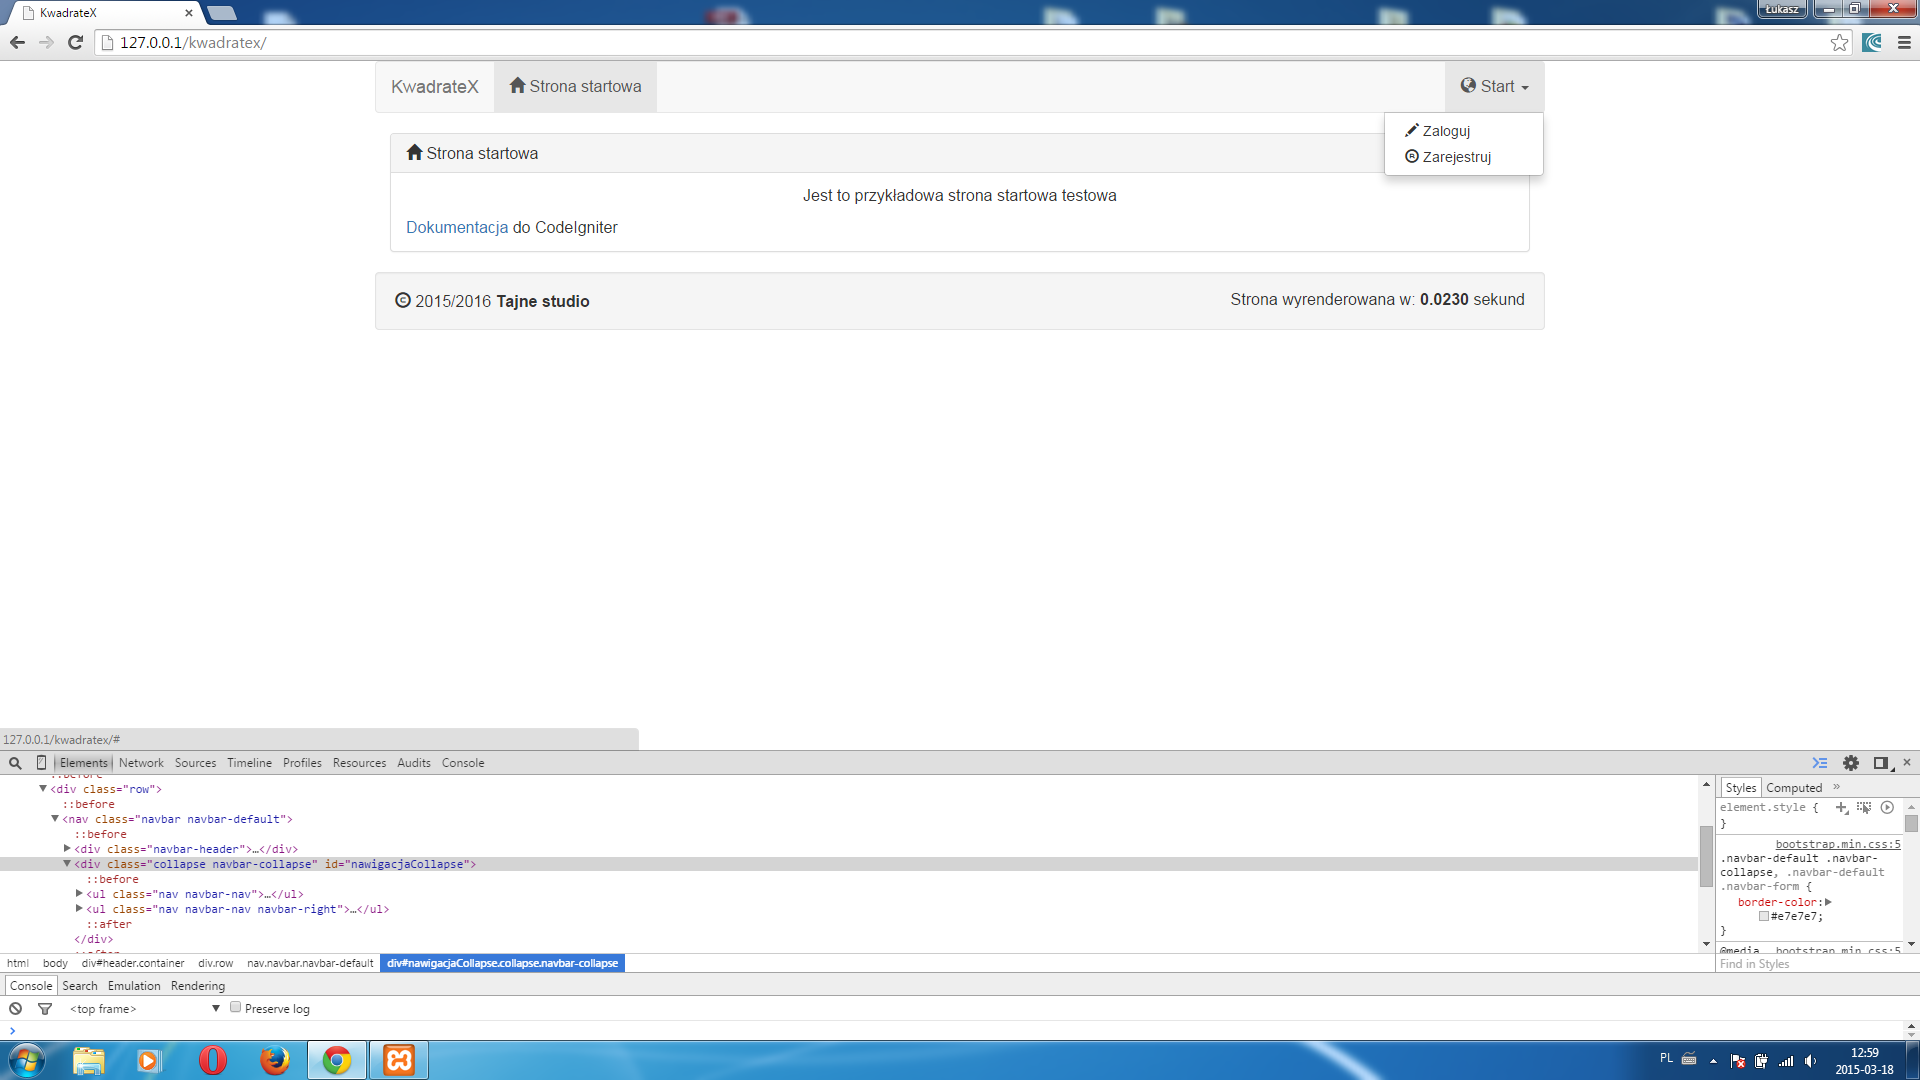 KwadrateX
Łukasz
127.0.0.1/kwadratex/
KwadrateX Strona startowa Start
Zaloguj
Zarejestruj
Strona startowa
Jest to przykładowa strona startowa testowa
Dokumentacja do CodeIgniter
© 2015/2016 Tajne studio
Strona wyrenderowana w: 0.0230 sekund
127.0.0.1/kwadratex/#
Elements Network Sources Timeline Profiles Resources Audits Console
::before
▼<div class="row">
::before
▼<nav class="navbar navbar-default">
::before
▶<div class="navbar-header">…</div>
▼<div class="collapse navbar-collapse" id="nawigacjaCollapse">
::before
▶<ul class="nav navbar-nav">…</ul>
▶<ul class="nav navbar-nav navbar-right">…</ul>
::after
</div>
::after
html body div#header.container div.row nav.navbar.navbar-default div#nawigacjaCollapse.collapse.navbar-collapse
Styles Computed »
element.style {
}
bootstrap.min.css:5
.navbar-default .navbar-
collapse, .navbar-default
.navbar-form {
border-color:▶
#e7e7e7;
}
@media bootstrap.min.css:5
Find in Styles
Console Search Emulation Rendering
<top frame> ▼ Preserve log
>
PL
12:59
2015-03-18